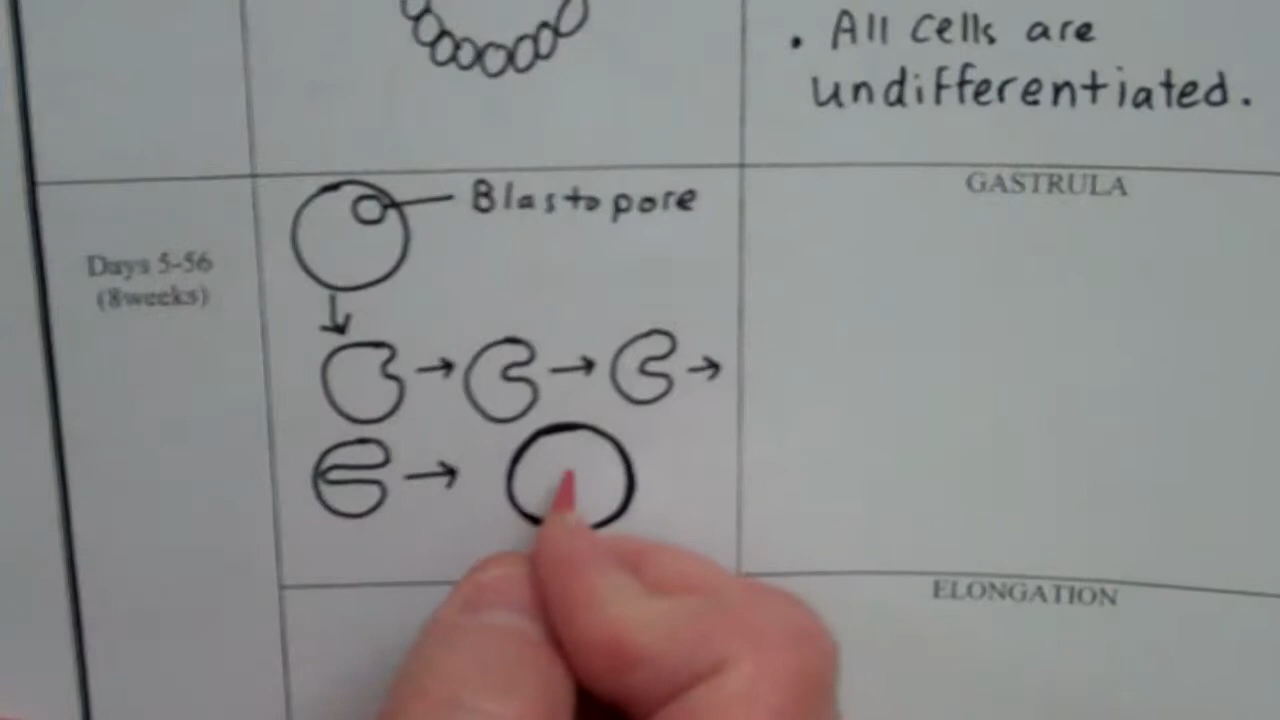 . All cells are
undifferentiated.
GASTRULA
Blastopore
Days 5-56
(8weeks)
ELONGATION